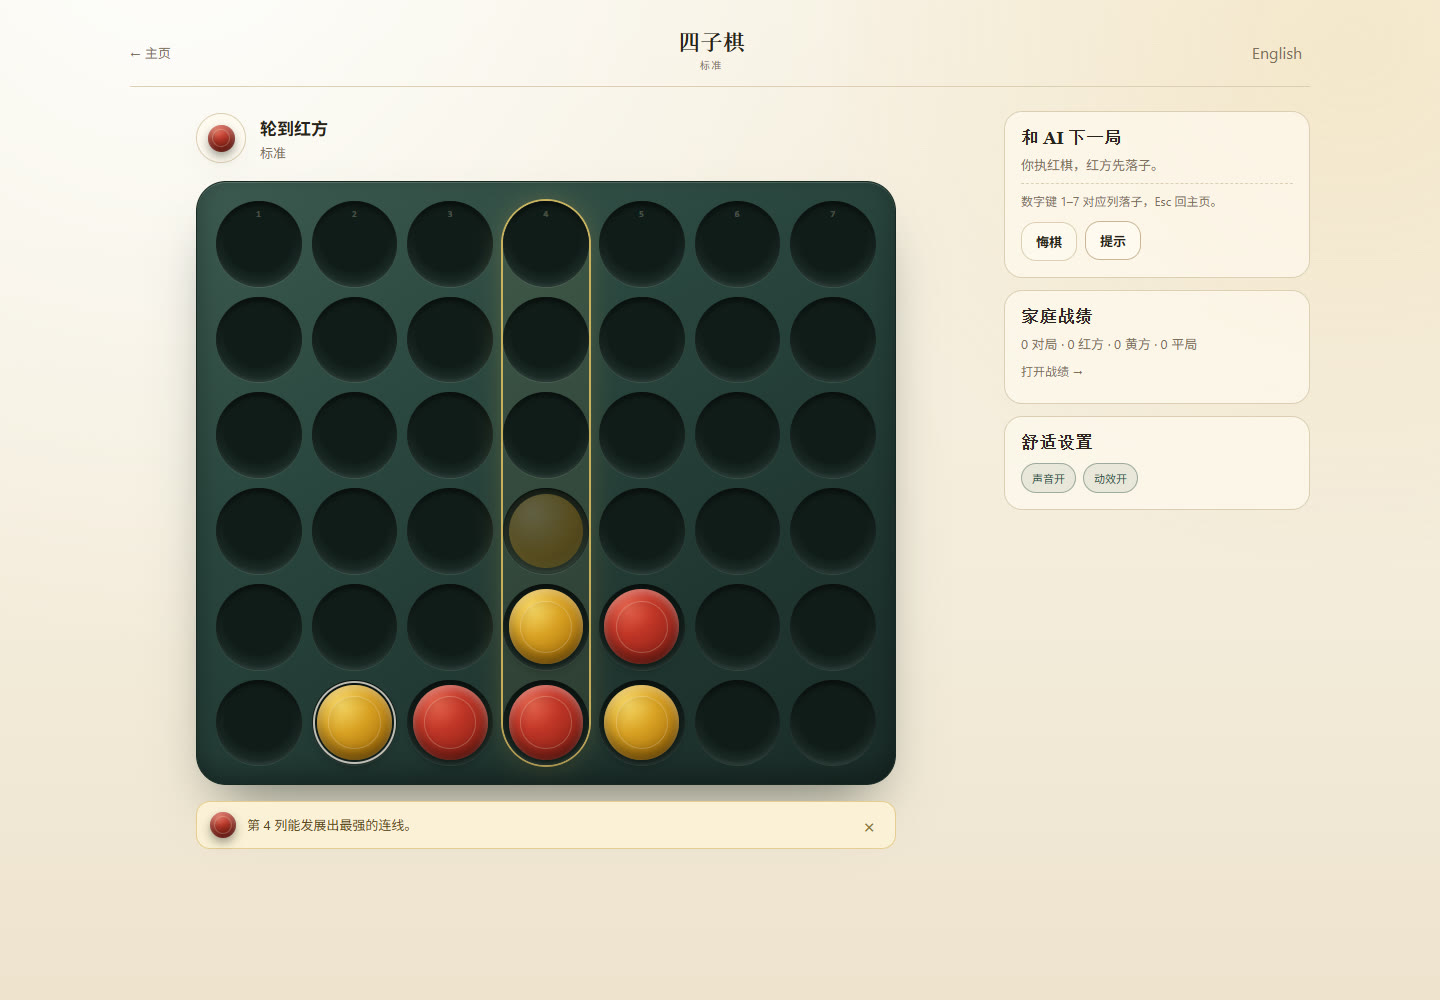 ← 主页
四子棋
标准
English
轮到红方
标准
1 2 3 4 5 6 7
第 4 列能发展出最强的连线。
×
和 AI 下一局
你执红棋，红方先落子。
数字键 1–7 对应列落子，Esc 回主页。
悔棋 提示
家庭战绩
0 对局 · 0 红方 · 0 黄方 · 0 平局
打开战绩 →
舒适设置
声音开 动效开